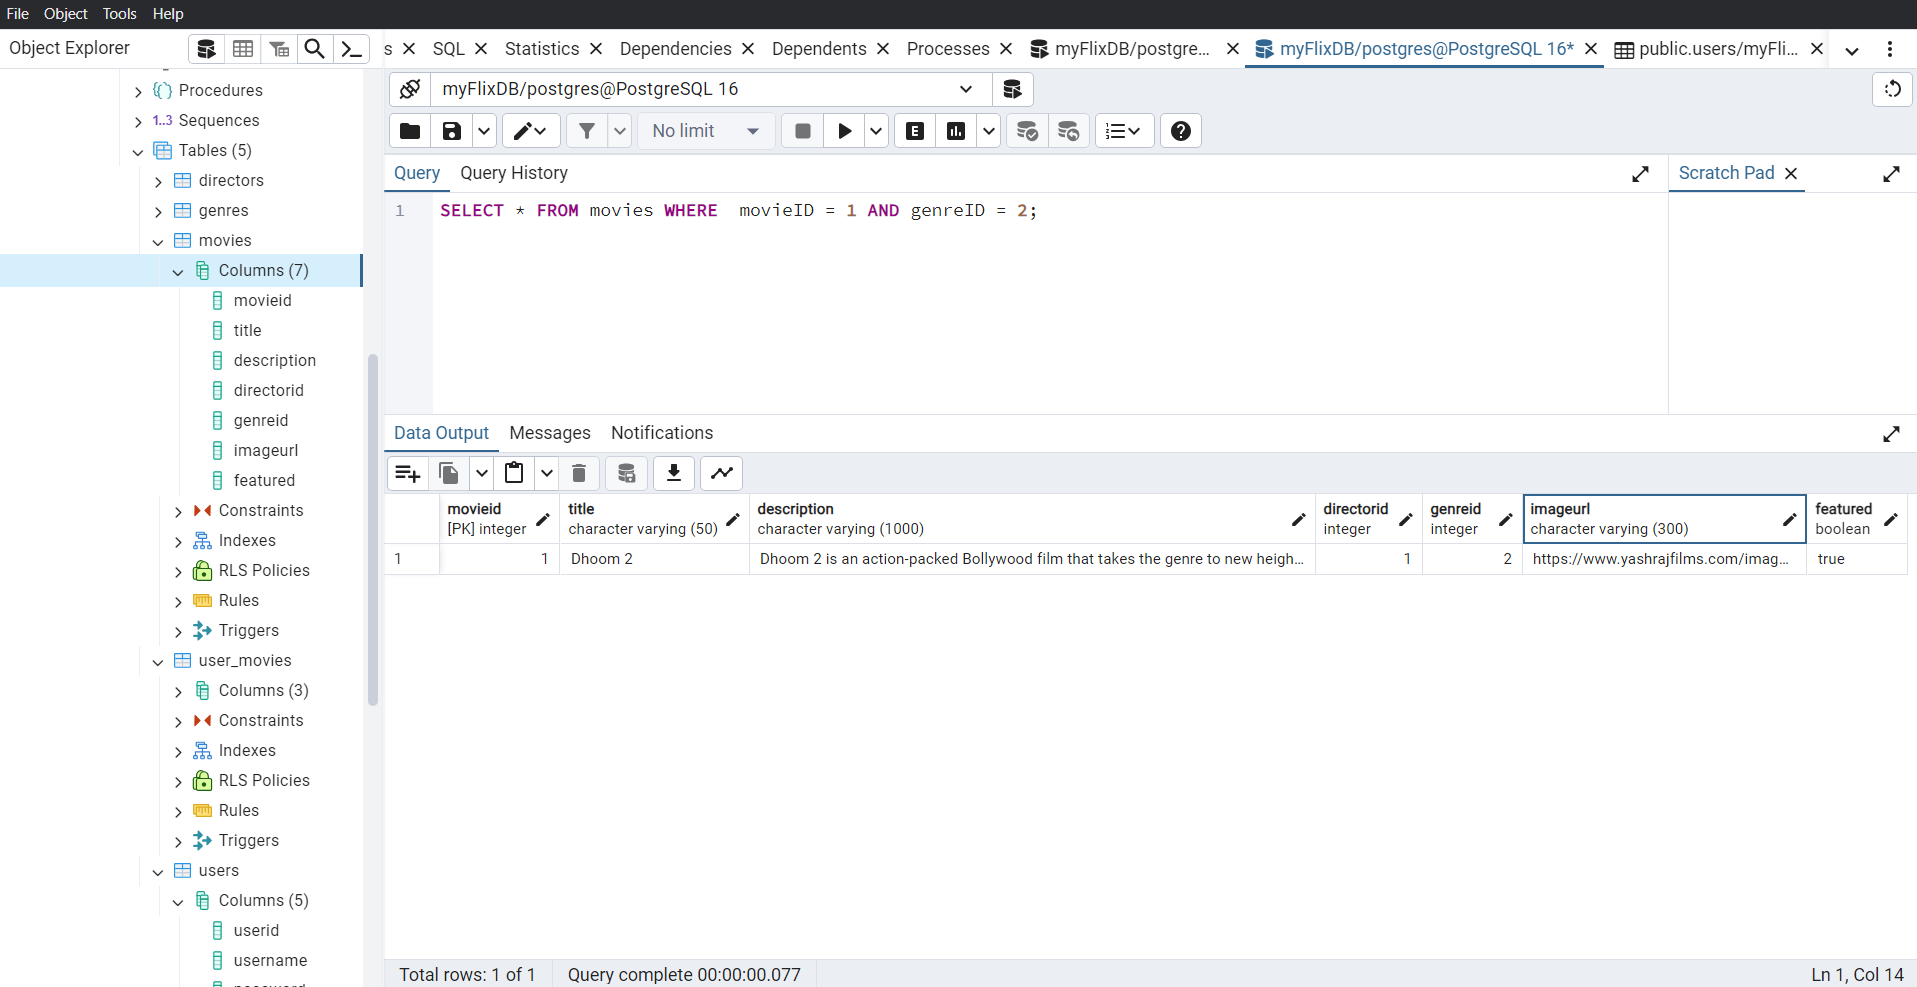 File Object Tools Help
Object Explorer
s SQL Statistics Dependencies Dependents Processes myFlixDB/postgre... myFlixDB/postgres@PostgreSQL 16* public.users/myFli...
myFlixDB/postgres@PostgreSQL 16
No limit
E
Query Query History
Scratch Pad
1 SELECT * FROM movies WHERE  movieID = 1 AND genreID = 2;
Procedures
1..3 Sequences
Tables (5)
directors
genres
movies
Columns (7)
movieid
title
description
directorid
genreid
imageurl
featured
Constraints
Indexes
RLS Policies
Rules
Triggers
user_movies
Columns (3)
Constraints
Indexes
RLS Policies
Rules
Triggers
users
Columns (5)
userid
username
Data Output Messages Notifications
movieid title description directorid genreid imageurl featured
[PK] integer character varying (50) character varying (1000) integer integer character varying (300) boolean
1 1 Dhoom 2 Dhoom 2 is an action-packed Bollywood film that takes the genre to new heigh... 1 2 https://www.yashrajfilms.com/imag... true
Total rows: 1 of 1 Query complete 00:00:00.077 Ln 1, Col 14